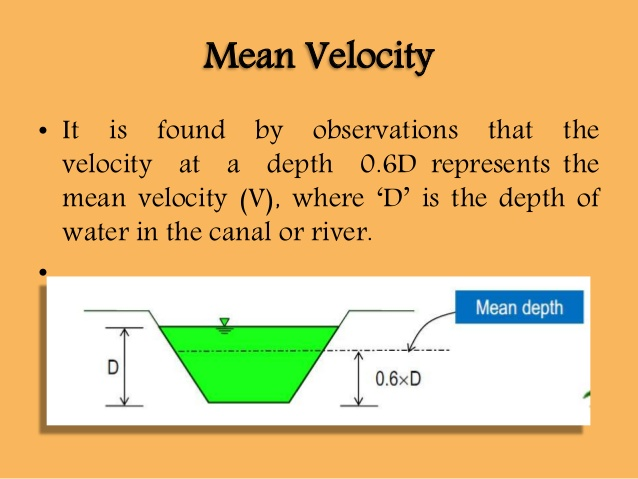 Mean Velocity
• It is found by observations that the
velocity at a depth 0.6D represents the
mean velocity (V), where ‘D’ is the depth of
water in the canal or river.
•
Mean depth
D
0.6×D